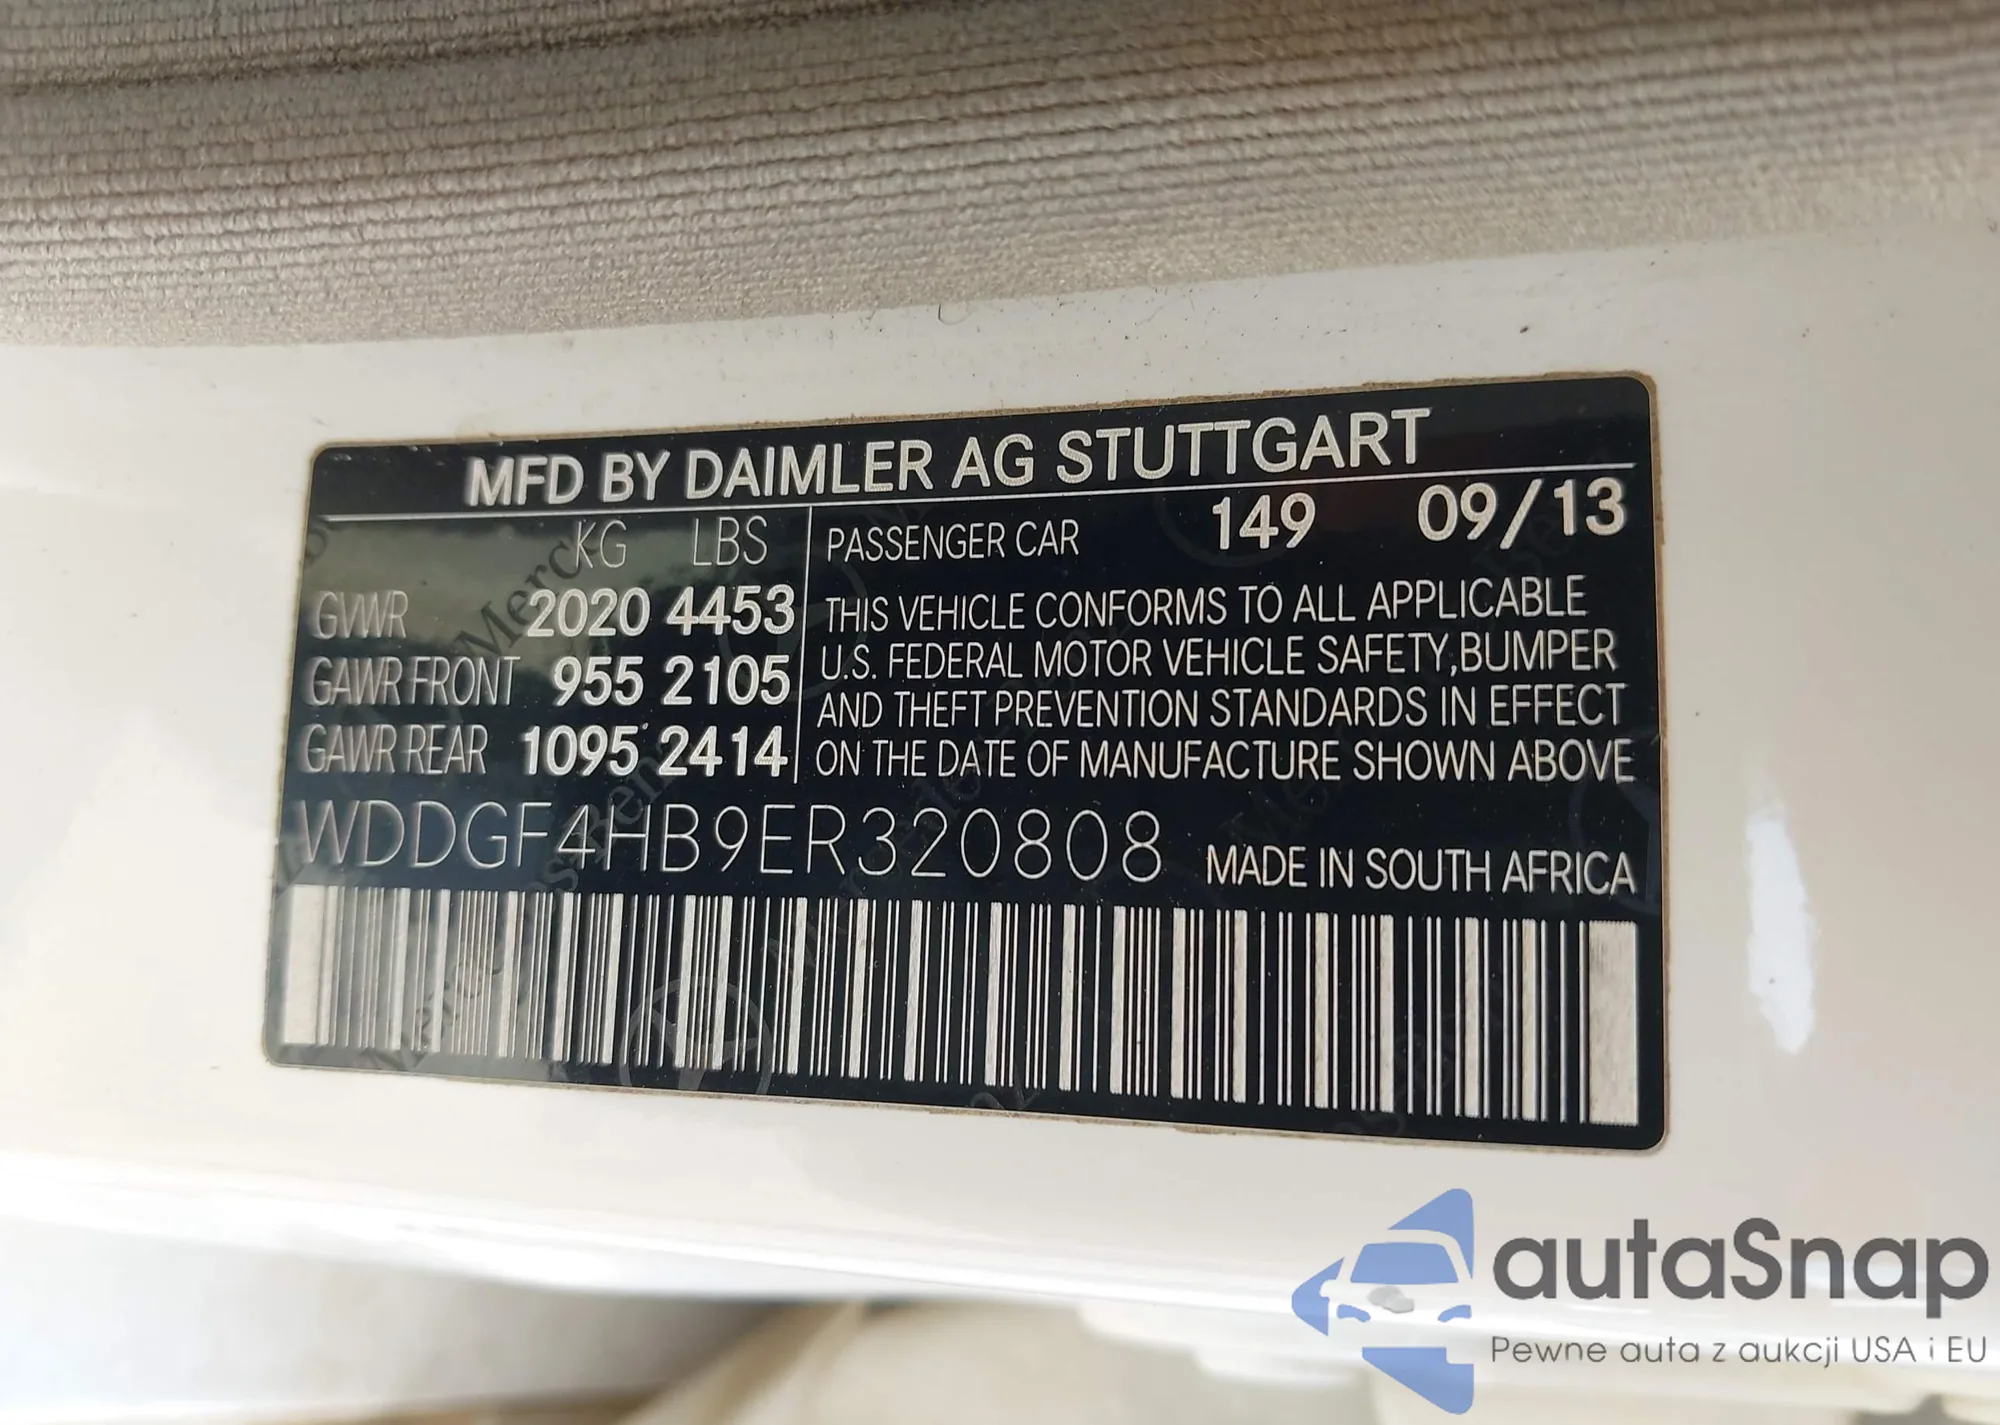 MFD BY DAIMLER AG STUTTGART
KG LBS
PASSENGER CAR 149 09/13
GVWR 2020 4453
GAWR FRONT 955 2105
GAWR REAR 1095 2414
THIS VEHICLE CONFORMS TO ALL APPLICABLE
U.S. FEDERAL MOTOR VEHICLE SAFETY,BUMPER
AND THEFT PREVENTION STANDARDS IN EFFECT
ON THE DATE OF MANUFACTURE SHOWN ABOVE
WDDGF4HB9ER320808
MADE IN SOUTH AFRICA
autaSnap
Pewne auta z aukcji USA i EU